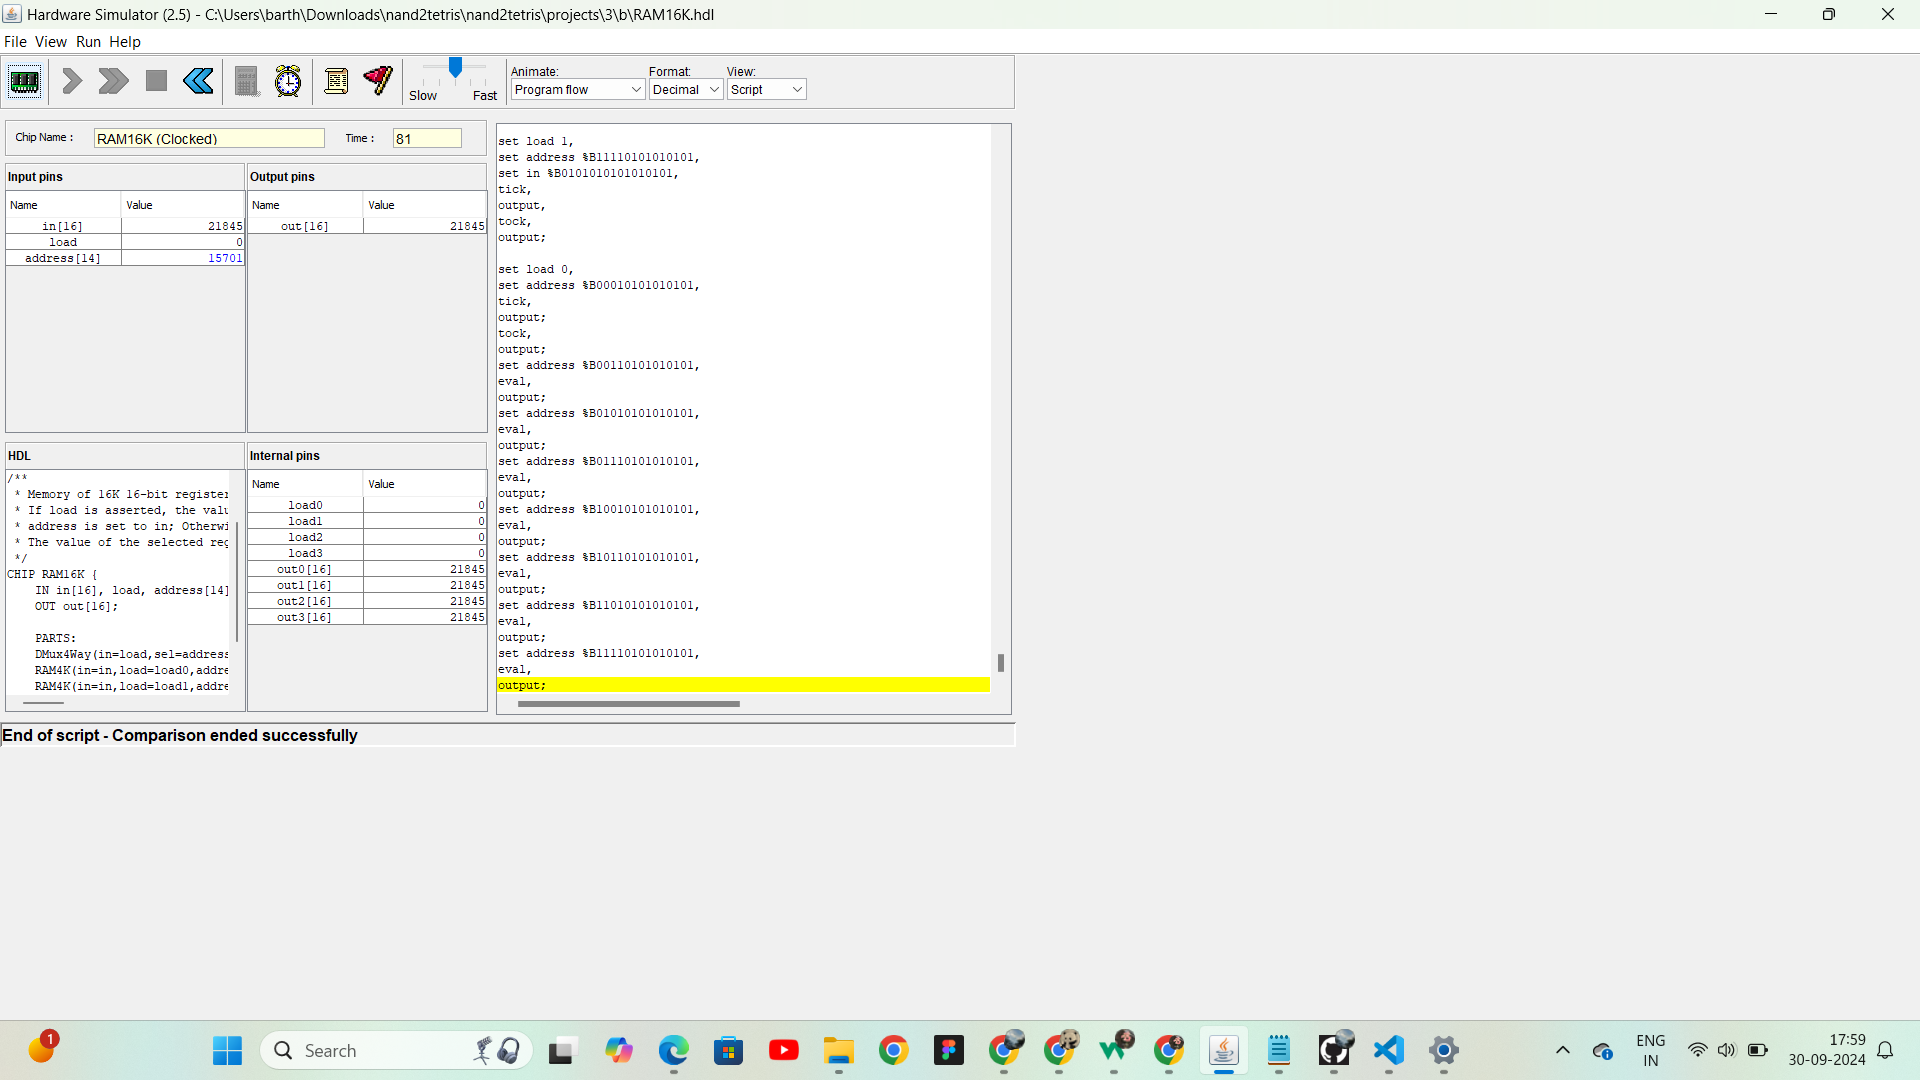 Hardware Simulator (2.5) - C:\Users\barth\Downloads\nand2tetris\nand2tetris\projects\3\b\RAM16K.hdl
File View Run Help
Slow Fast
Animate:
Program flow
Format:
Decimal
View:
Script
Chip Name :
RAM16K (Clocked)
Time :
81
Input pins
Name Value
in[16] 21845
load 0
address[14] 15701
Output pins
Name Value
out[16] 21845
HDL
/**
* Memory of 16K 16-bit register
* If load is asserted, the valu
* address is set to in; Otherwi
* The value of the selected reg
*/
CHIP RAM16K {
IN in[16], load, address[14]
OUT out[16];
PARTS:
DMux4Way(in=load,sel=address
RAM4K(in=in,load=load0,addre
RAM4K(in=in,load=load1,addre
Internal pins
Name Value
load0 0
load1 0
load2 0
load3 0
out0[16] 21845
out1[16] 21845
out2[16] 21845
out3[16] 21845
set load 1,
set address %B11110101010101,
set in %B0101010101010101,
tick,
output,
tock,
output;
set load 0,
set address %B00010101010101,
tick,
output;
tock,
output;
set address %B00110101010101,
eval,
output;
set address %B01010101010101,
eval,
output;
set address %B01110101010101,
eval,
output;
set address %B10010101010101,
eval,
output;
set address %B10110101010101,
eval,
output;
set address %B11010101010101,
eval,
output;
set address %B11110101010101,
eval,
output;
End of script - Comparison ended successfully
1
Search
ENG
IN
17:59
30-09-2024